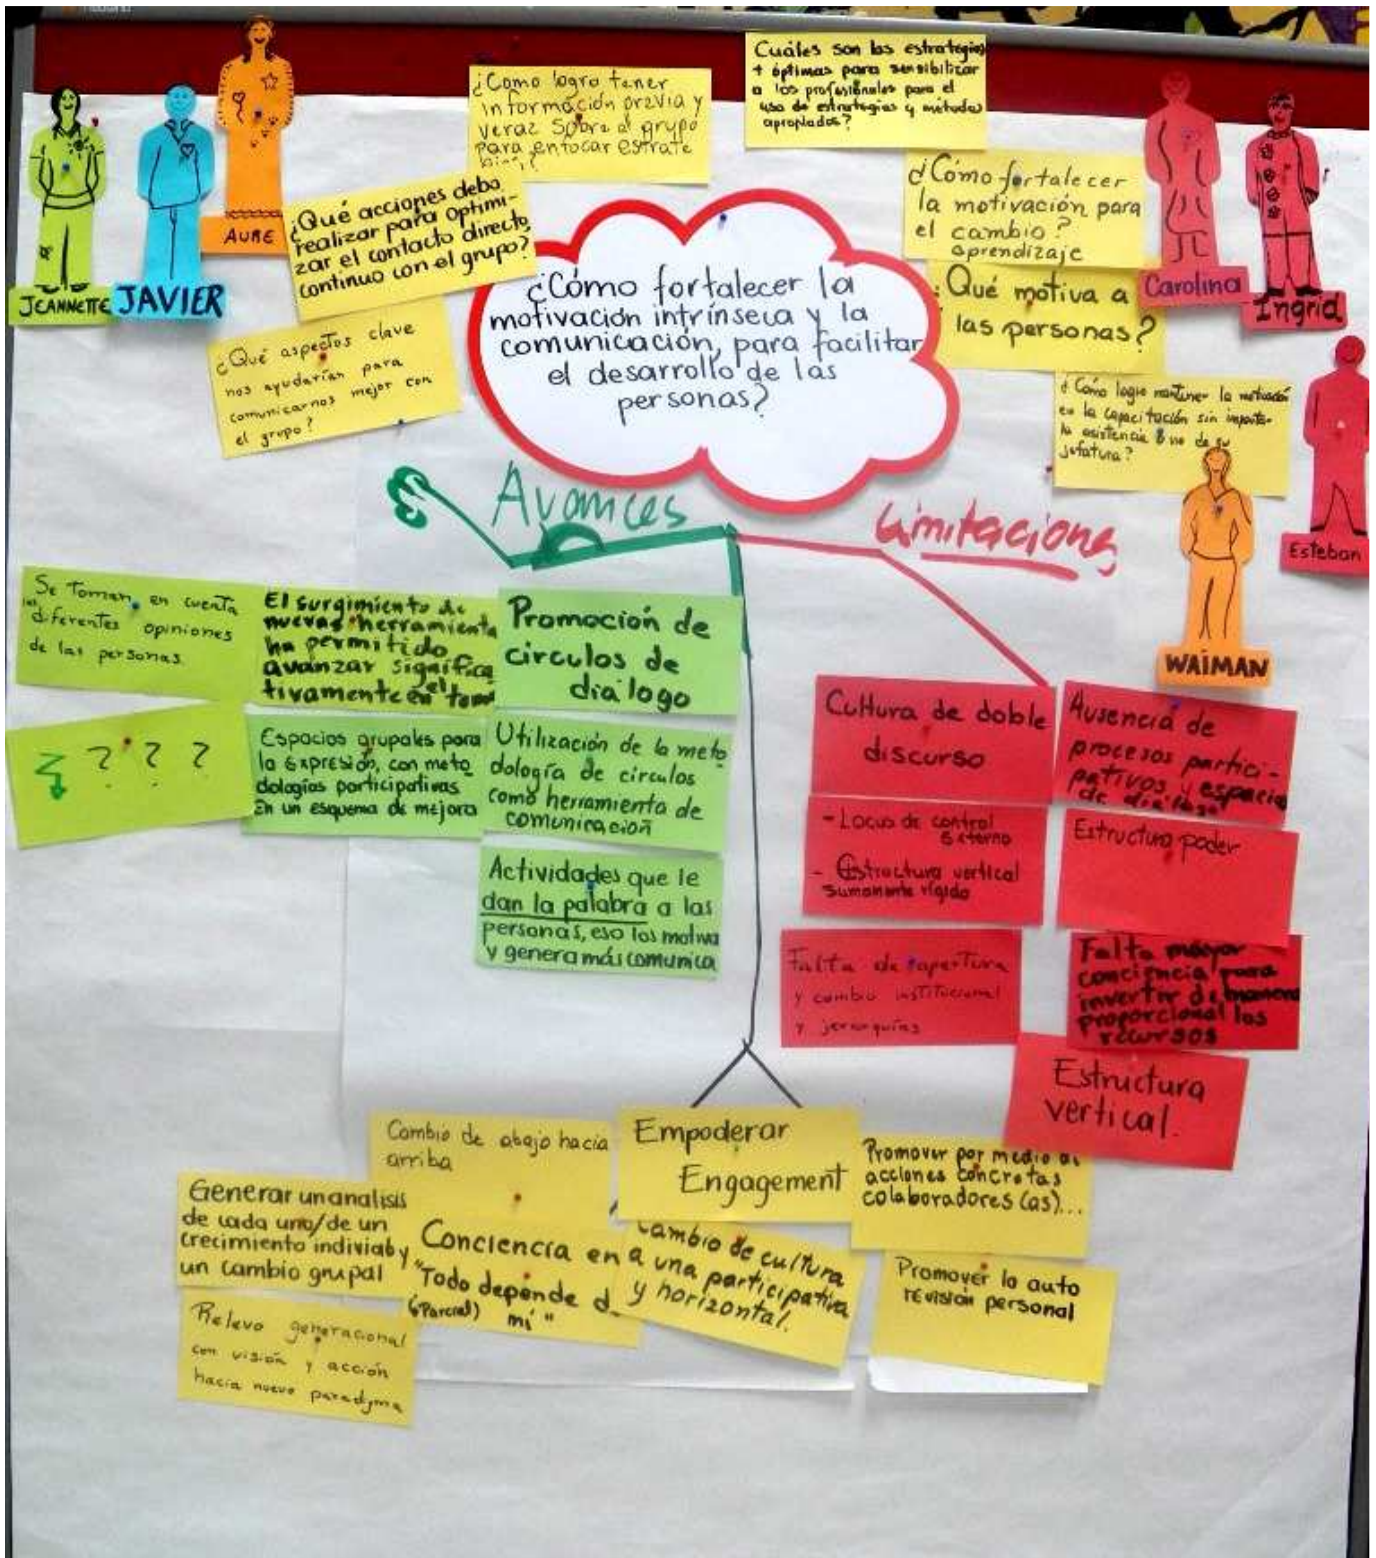 JEANNETTE
JAVIER
AURE
¿Como logro tener
información previa y
veraz sobre el grupo
para enfocar estrate
Cuáles son las estrategias
+ óptimas para sensibilizar
a los profesionales para el
uso de estrategias y métodos
apropiados?
¿Qué acciones debo
realizar para optimi-
zar el contacto directo,
continuo con el grupo?
¿Qué aspectos clave
nos ayudarían para
comunicarnos mejor con
el grupo?
¿Cómo fortalecer
la motivación para
el cambio?
aprendizaje
¿Qué motiva a
las personas?
Carolina
Ingrid
¿Cómo logro mantener la motivación
en la capacitación sin importar
la asistencia o no de su
jefatura?
Esteban
WAIMAN
¿Cómo fortalecer la
motivación intrínseca y la
comunicación, para facilitar
el desarrollo de las
personas?
Avances
Limitaciones
Se toman en cuenta
las diferentes opiniones
de las personas.
El surgimiento de
nuevas herramienta
ha permitido
avanzar significa
tivamente en el tema
Promoción de
circulos de
diálogo
? ? ?
Espacios grupales para
la expresión, con meto
dologías participativas
En un esquema de mejora
Utilización de la meto
dología de circulos
como herramienta de
comunicación
Actividades que le
dan la palabra a las
personas, eso los motiva
y genera más comunica
Cultura de doble
discurso
Ausencia de
procesos partici-
pativos y espacios
de diálogo
- Locus de control
Externo
- Estructura vertical
sumamente rígida
Estructura poder
Falta de apertura
y cambio institucional
y jerarquías
Falta mayor
conciencia para
invertir de manera
proporcional los
recursos
Estructura
vertical.
Cambio de abajo hacia
arriba
Empoderar
Engagement
Promover por medio de
acciones concretas
colaboradores (as)...
Generar un analisis
de cada uno/de un
crecimiento individ y
un cambio grupal
Conciencia en
"Todo depende d
(Parcial) mí"
Cambio de cultura
a una participativa
y horizontal.
Promover la auto
revisión personal
Relevo generacional
con visión y acción
hacia nuevo paradigma